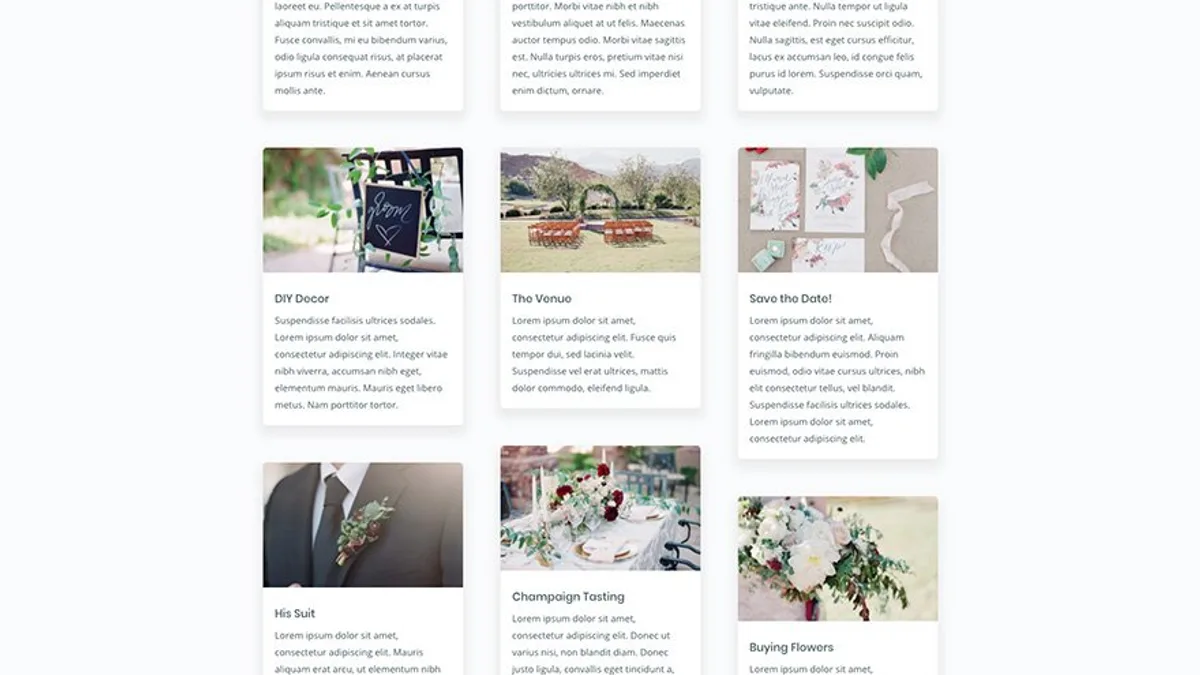 laoreet eu. Pellentesque a ex at turpis
aliquam tristique et sit amet tortor.
Fusce convallis, mi eu bibendum varius,
odio ligula consequat risus, at placerat
ipsum risus et enim. Aenean cursus
mollis ante.
porttitor. Morbi vitae nibh et nibh
vestibulum aliquet at ut felis. Maecenas
auctor tempus odio. Morbi vitae sagittis
est. Nulla turpis eros, pretium vitae nisi
nec, ultricies ultrices mi. Sed imperdiet
enim dictum, ornare.
tristique ante. Nulla tempor ut ligula
vitae eleifend. Proin nec suscipit odio.
Nulla sagittis, est eget cursus efficitur,
lacus ex accumsan leo, id congue felis
purus id lorem. Suspendisse orci quam,
vulputate.
groom
DIY Decor
Suspendisse facilisis ultrices sodales.
Lorem ipsum dolor sit amet,
consectetur adipiscing elit. Integer vitae
nibh viverra, accumsan nibh eget,
elementum mauris. Mauris eget libero
metus. Nam porttitor tortor.
The Venue
Lorem ipsum dolor sit amet,
consectetur adipiscing elit. Fusce quis
tempor dui, sed lacinia velit.
Suspendisse vel erat ultrices, mattis
dolor commodo, eleifend ligula.
Save the Date!
Lorem ipsum dolor sit amet,
consectetur adipiscing elit. Aliquam
fringilla bibendum euismod. Proin
euismod, odio vitae cursus ultrices, nibh
elit consectetur tellus, vel blandit.
Suspendisse facilisis ultrices sodales.
Lorem ipsum dolor sit amet,
consectetur adipiscing elit.
His Suit
Lorem ipsum dolor sit amet,
consectetur adipiscing elit. Mauris
aliquam erat arcu, ut elementum nibh
Champaign Tasting
Lorem ipsum dolor sit amet,
consectetur adipiscing elit. Donec ut
varius nisi, non blandit diam. Donec
justo ligula, convallis eget tincidunt a,
Buying Flowers
Lorem ipsum dolor sit amet,